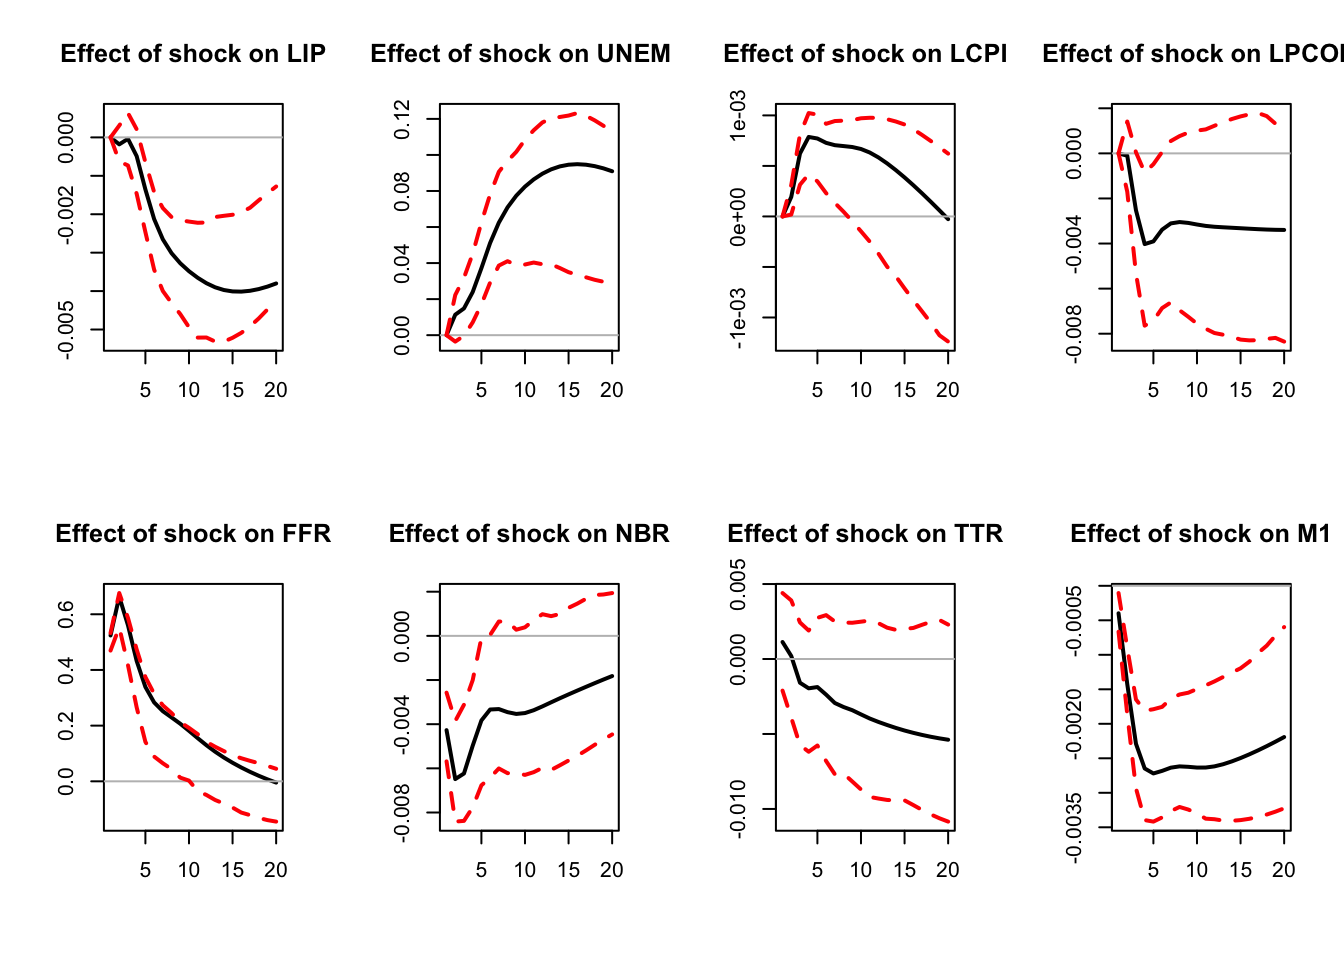 Effect of shock on LIP
0.000
-0.002
-0.005
5 10 15 20
Effect of shock on UNEM
0.12
0.08
0.04
0.00
5 10 15 20
Effect of shock on LCPI
1e-03
0e+00
-1e-03
5 10 15 20
Effect of shock on LPCO
0.000
-0.004
-0.008
5 10 15 20
Effect of shock on FFR
0.6
0.4
0.2
0.0
5 10 15 20
Effect of shock on NBR
0.000
-0.004
-0.008
5 10 15 20
Effect of shock on TTR
0.005
0.000
-0.010
5 10 15 20
Effect of shock on M1
-0.0005
-0.0020
-0.0035
5 10 15 20